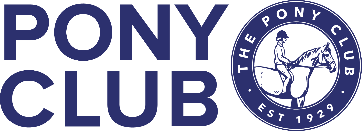 PONY
CLUB
THE PONY CLUB
· EST 1929 ·